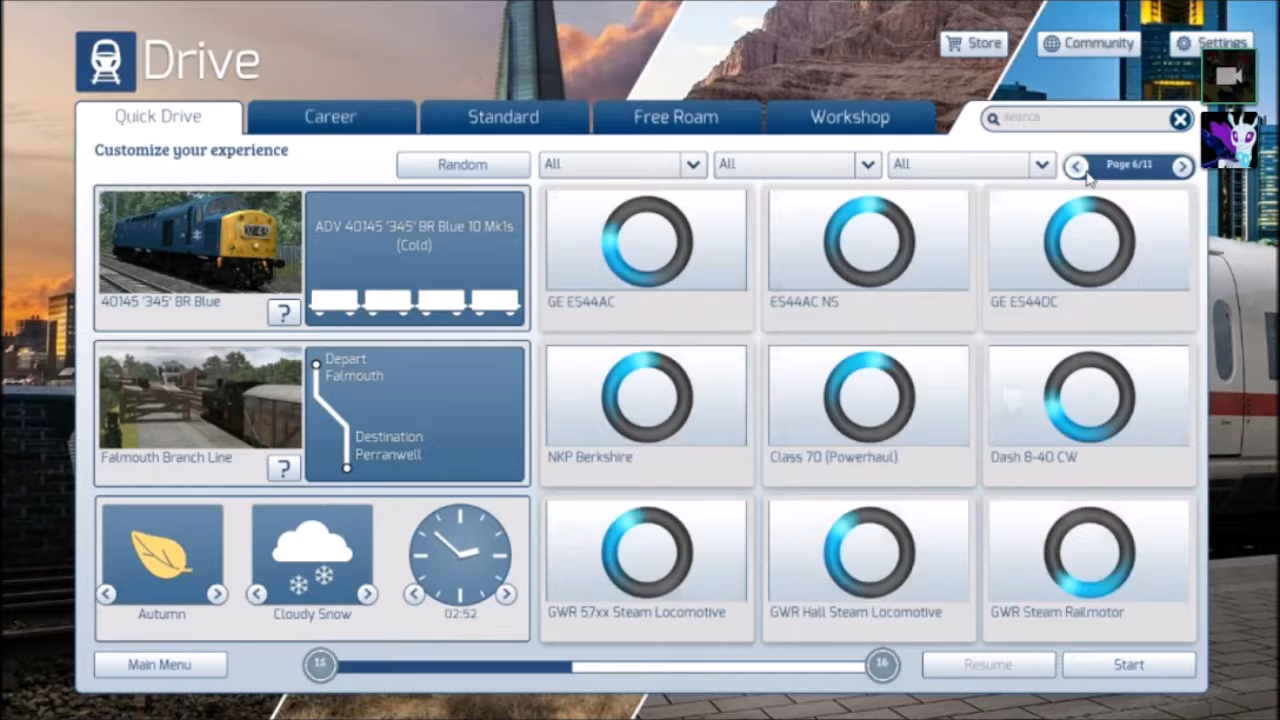 Drive
Store
Community
Settings
Quick Drive
Career
Standard
Free Roam
Workshop
Search
Customize your experience
Random
All
All
All
Page 6/11
40145 '345' BR Blue
?
ADV 40145 '345' BR Blue 10 Mk1s
(Cold)
GE ES44AC
ES44AC NS
GE ES44DC
Falmouth Branch Line
?
Depart
Falmouth
Destination
Perranwell
NKP Berkshire
Class 70 (Powerhaul)
Dash 8-40 CW
Autumn
Cloudy Snow
02:52
GWR 57xx Steam Locomotive
GWR Hall Steam Locomotive
GWR Steam Railmotor
Main Menu
15
16
Resume
Start